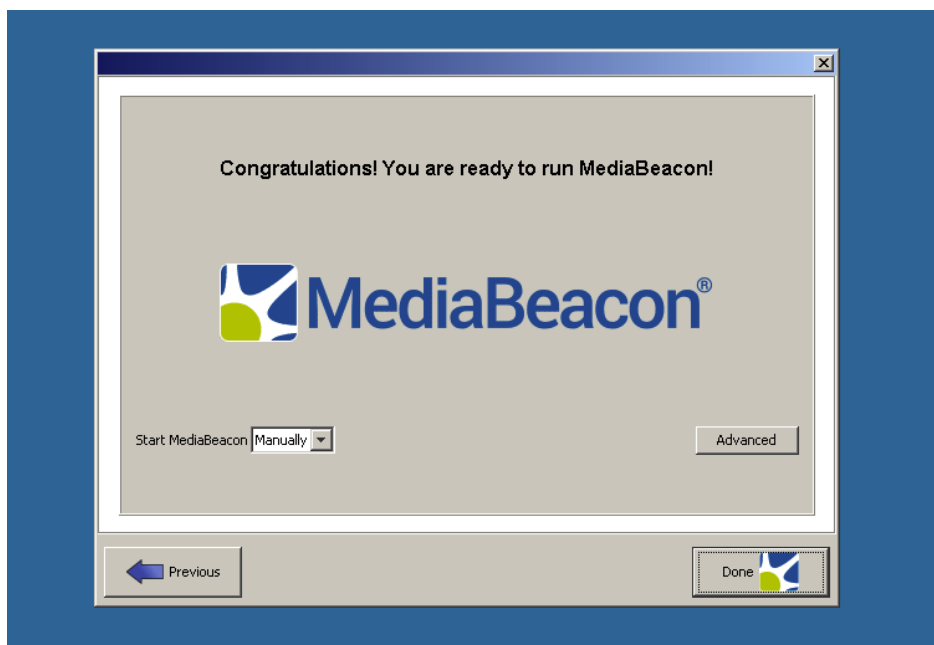 Congratulations! You are ready to run MediaBeacon!
MediaBeacon®
Start MediaBeacon Manually
Advanced
Previous
Done